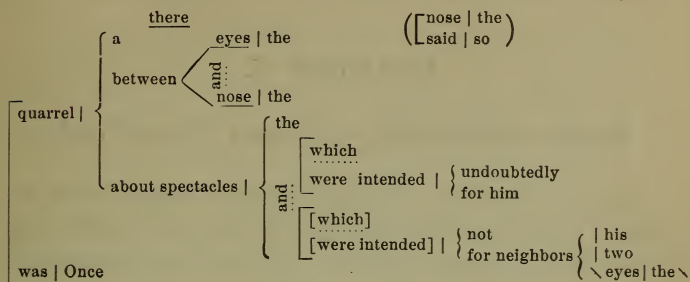 there
a eyes | the ([nose | the
said | so)
between and
nose | the
quarrel |
the
which
about spectacles | were intended | undoubtedly
and for him
[which]
[were intended] | not
for neighbors | his
| two
was | Once \ eyes | the \